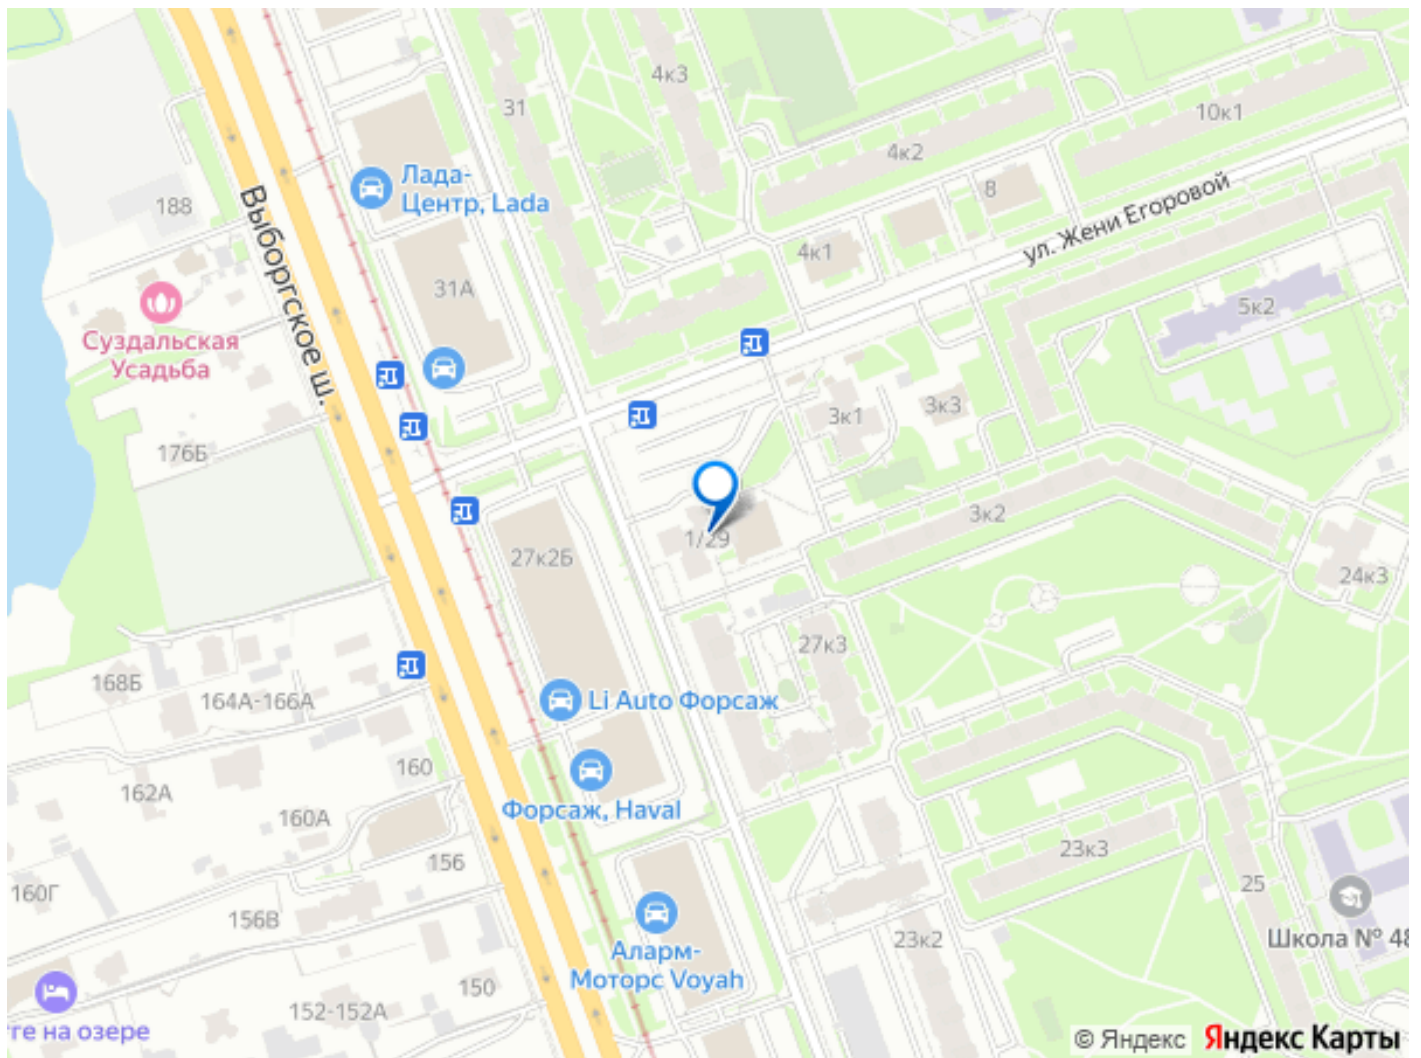 4к3
31
10к1
4к2
Лада-
Центр, Lada
188
8
ул. Жени Егоровой
Выборгское ш.
4к1
31А
5к2
Суздальская
Усадьба
3к1
3к3
176Б
3к2
1/29
27к2Б
24к3
27к3
168Б
164А-166А
Li Auto Форсаж
160
162А
Форсаж, Haval
160А
23к3
156
25
160Г
156В
23к2
Школа № 48
Аларм-
Моторс Voyah
150
152-152А
тге на озере
© Яндекс Яндекс Карты